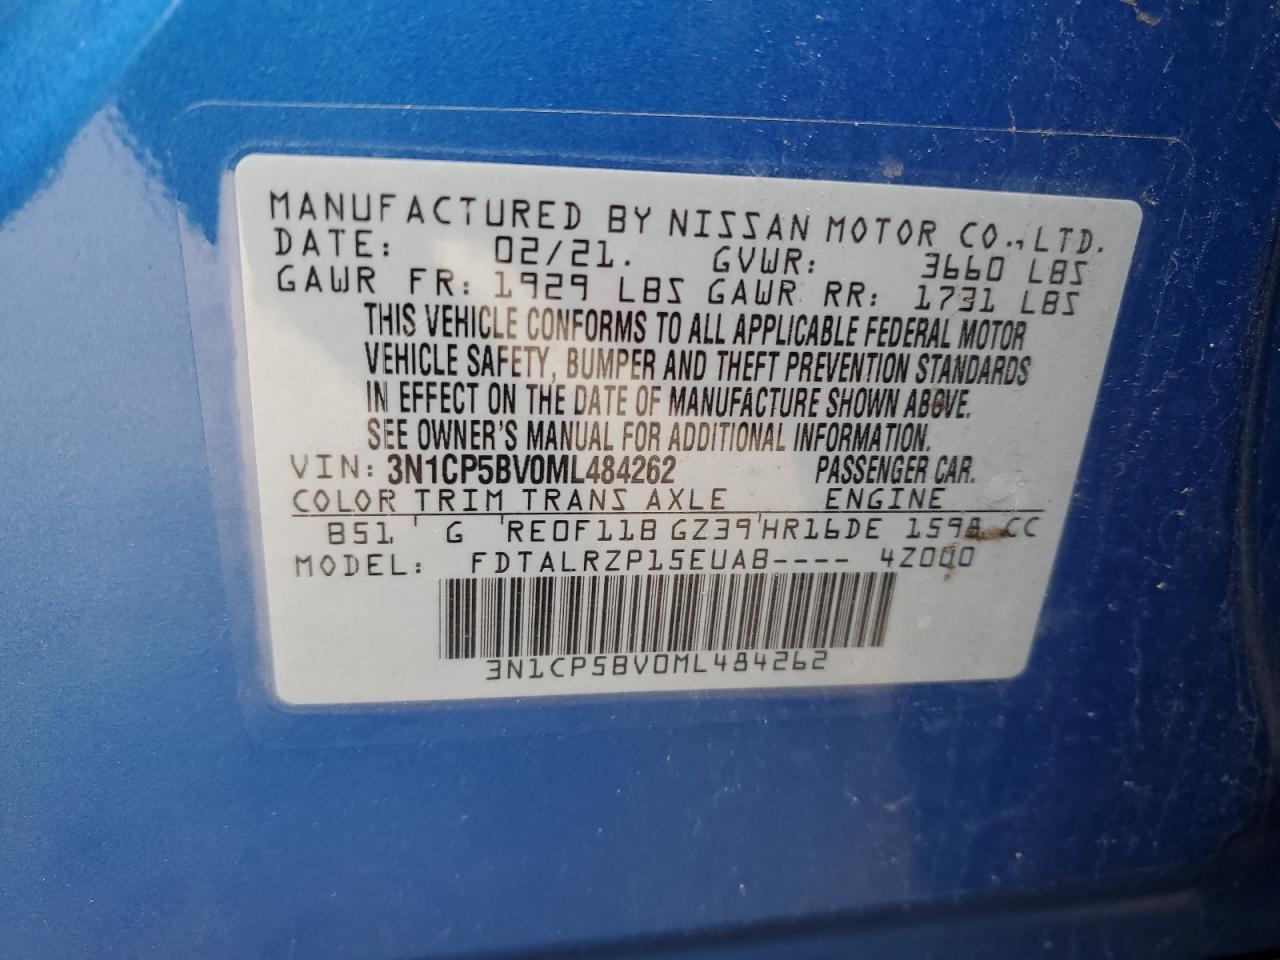 MANUFACTURED BY NISSAN MOTOR CO., LTD.
DATE: 02/21. GVWR: 3660 LBS
GAWR FR: 1929 LBS GAWR RR: 1731 LBS
THIS VEHICLE CONFORMS TO ALL APPLICABLE FEDERAL MOTOR
VEHICLE SAFETY, BUMPER AND THEFT PREVENTION STANDARDS
IN EFFECT ON THE DATE OF MANUFACTURE SHOWN ABOVE.
SEE OWNER'S MANUAL FOR ADDITIONAL INFORMATION.
VIN: 3N1CP5BV0ML484262 PASSENGER CAR.
COLOR TRIM TRANS AXLE ENGINE
B51 G RE0F11B GZ39 HR16DE 1598 CC
MODEL: FDTALRZP15EUAB---- 4Z000
3N1CP5BV0ML484262